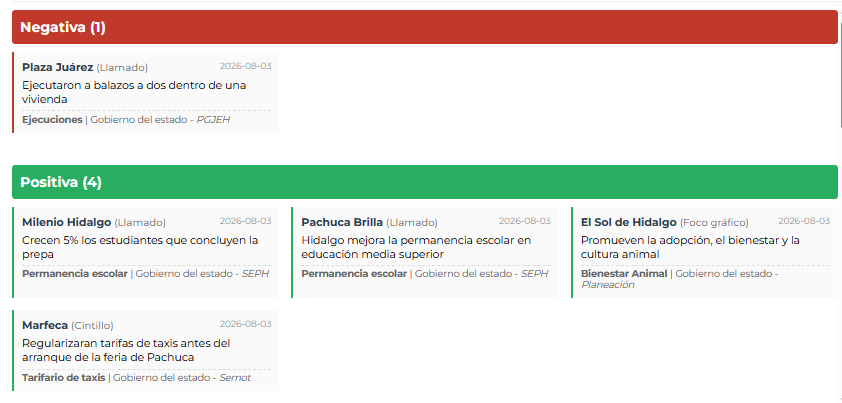 Negativa (1)
Plaza Juárez (Llamado) 2026-08-03
Ejecutaron a balazos a dos dentro de una
vivienda
Ejecuciones | Gobierno del estado - PGJEH
Positiva (4)
Milenio Hidalgo (Llamado) 2026-08-03
Crecen 5% los estudiantes que concluyen la
prepa
Permanencia escolar | Gobierno del estado - SEPH
Pachuca Brilla (Llamado) 2026-08-03
Hidalgo mejora la permanencia escolar en
educación media superior
Permanencia escolar | Gobierno del estado - SEPH
El Sol de Hidalgo (Foco gráfico) 2026-08-03
Promueven la adopción, el bienestar y la
cultura animal
Bienestar Animal | Gobierno del estado -
Planeación
Marfeca (Cintillo) 2026-08-03
Regularizaran tarifas de taxis antes del
arranque de la feria de Pachuca
Tarifario de taxis | Gobierno del estado - Semot